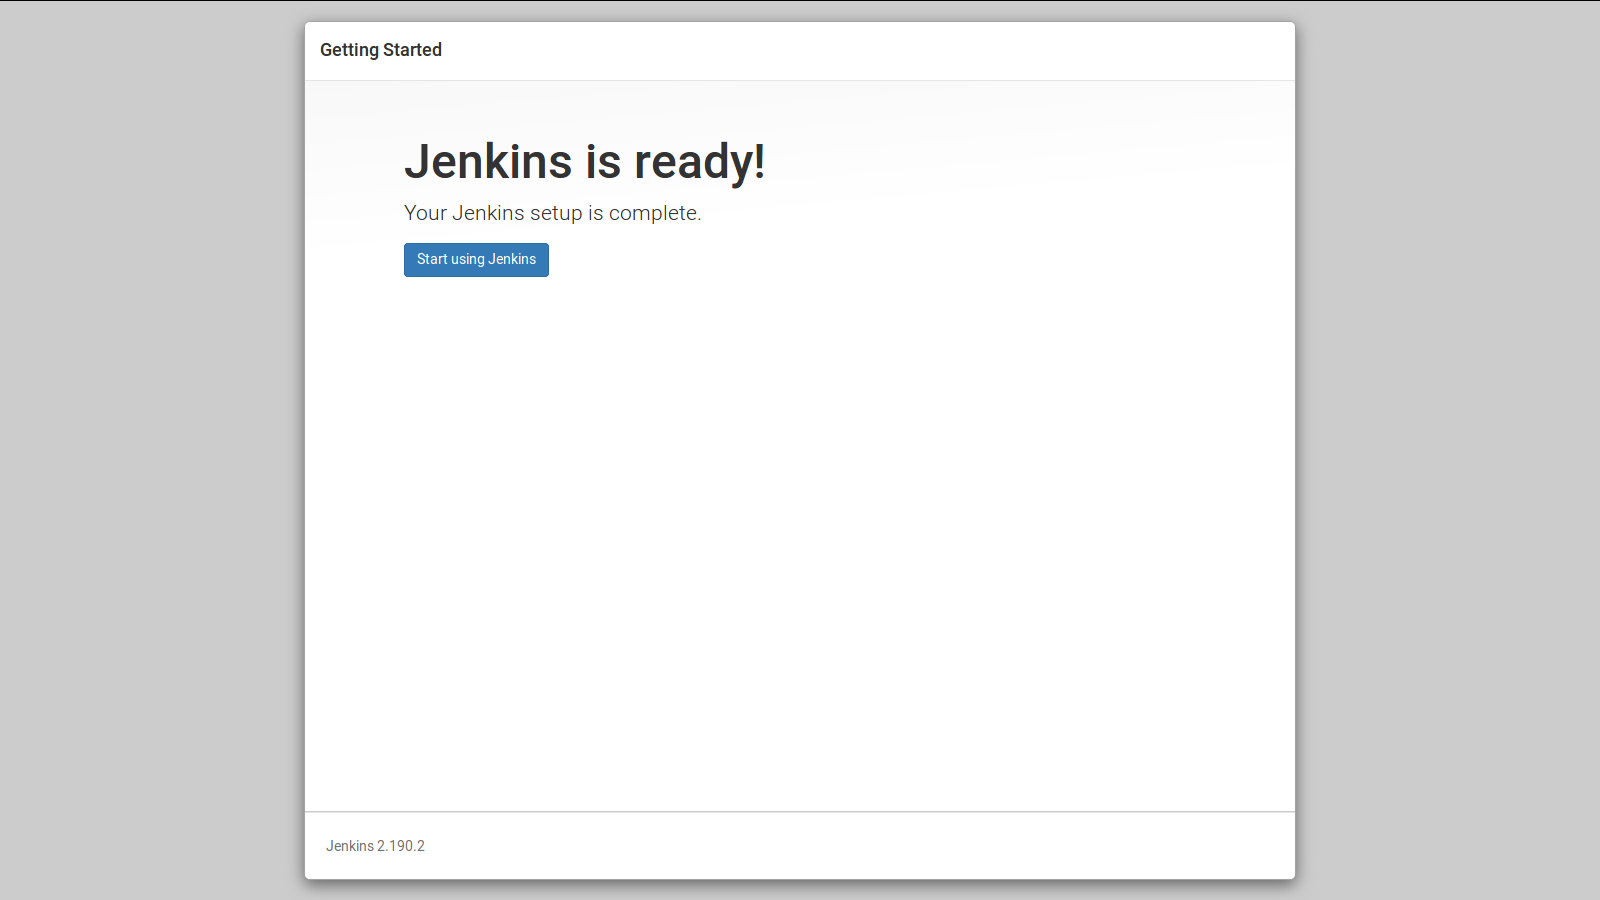 Getting Started
Jenkins is ready!
Your Jenkins setup is complete.
Start using Jenkins
Jenkins 2.190.2